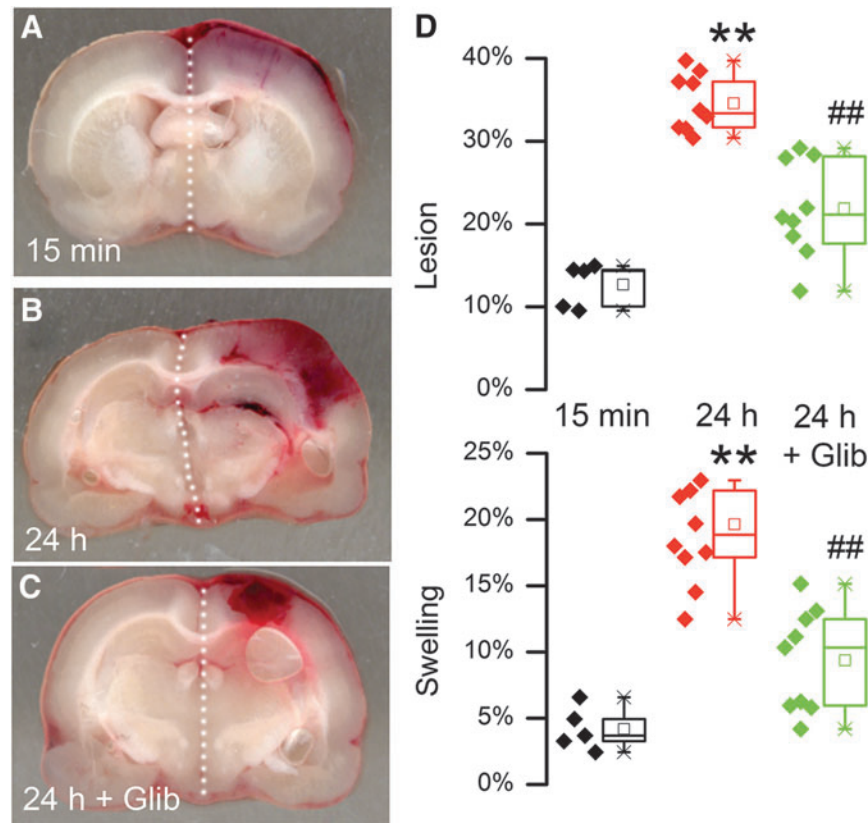 A
15 min
B
24 h
C
24 h + Glib
D
Lesion
40%
30%
20%
10%
0%
**
##
15 min
24 h
24 h
+ Glib
Swelling
25%
20%
15%
10%
5%
0%
**
##